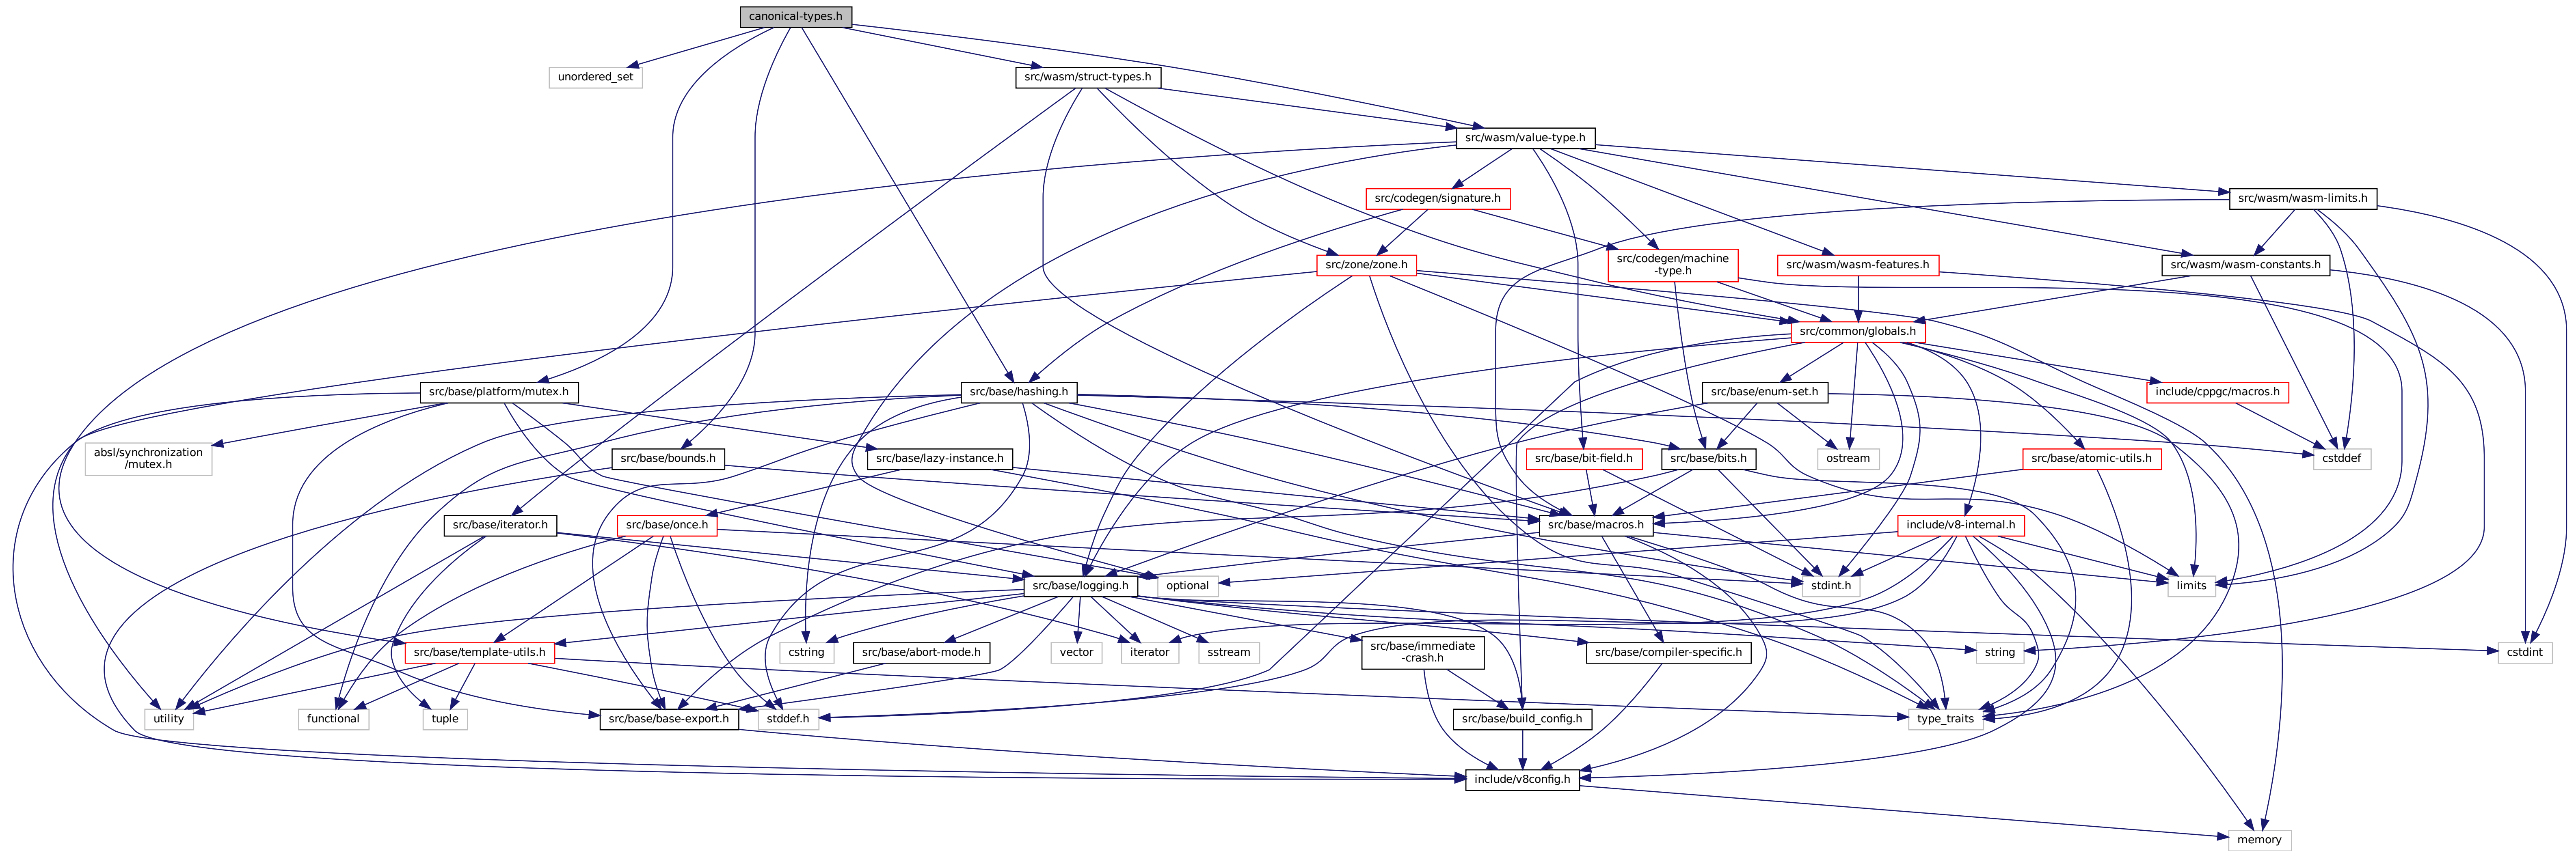 canonical-types.h
unordered_set
src/wasm/struct-types.h
src/wasm/value-type.h
src/codegen/signature.h
src/wasm/wasm-limits.h
src/zone/zone.h
src/codegen/machine
-type.h
src/wasm/wasm-features.h
src/wasm/wasm-constants.h
src/common/globals.h
src/base/platform/mutex.h
src/base/hashing.h
src/base/enum-set.h
include/cppgc/macros.h
absl/synchronization
/mutex.h
src/base/bounds.h
src/base/lazy-instance.h
src/base/bit-field.h
src/base/bits.h
ostream
src/base/atomic-utils.h
cstddef
src/base/iterator.h
src/base/once.h
src/base/macros.h
include/v8-internal.h
src/base/logging.h
optional
stdint.h
limits
src/base/template-utils.h
cstring
src/base/abort-mode.h
vector
iterator
sstream
src/base/immediate
-crash.h
src/base/compiler-specific.h
string
cstdint
utility
functional
tuple
src/base/base-export.h
stddef.h
src/base/build_config.h
type_traits
include/v8config.h
memory